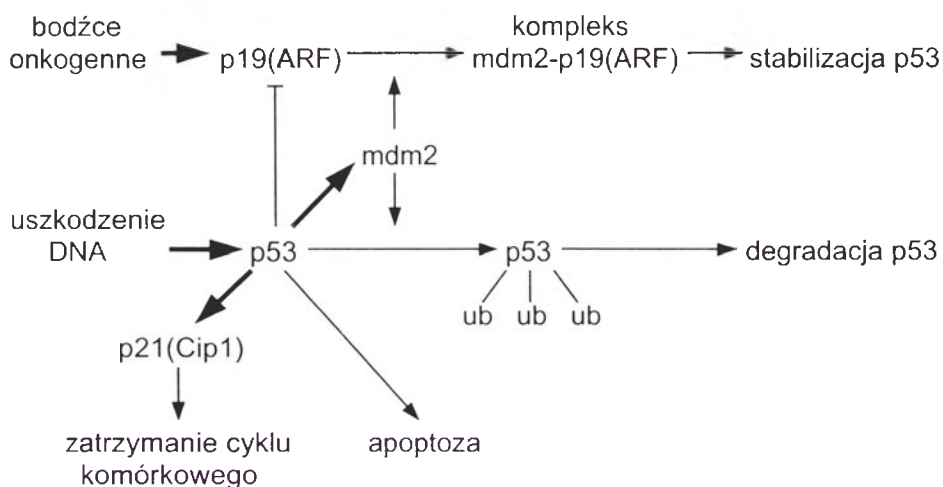 bodźce
onkogenne
p19(ARF)
kompleks
mdm2-p19(ARF)
stabilizacja p53
mdm2
uszkodzenie
DNA
p53
p53
degradacja p53
ub ub ub
p21(Cip1)
zatrzymanie cyklu
komórkowego
apoptoza